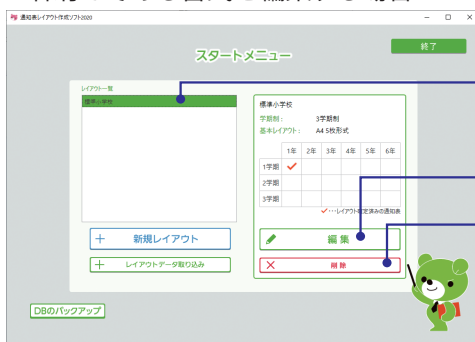 通知表レイアウト作成ソフト2020
スタートメニュー
終了
レイアウト一覧
標準小学校
標準小学校
学期制： 3学期制
基本レイアウト： A4 5枚形式
1年 2年 3年 4年 5年 6年
1学期 ✓
2学期
3学期
✓・・・レイアウト設定済みの通知表
＋ 新規レイアウト
編 集
＋ レイアウトデータ取り込み
× 削 除
DBのバックアップ